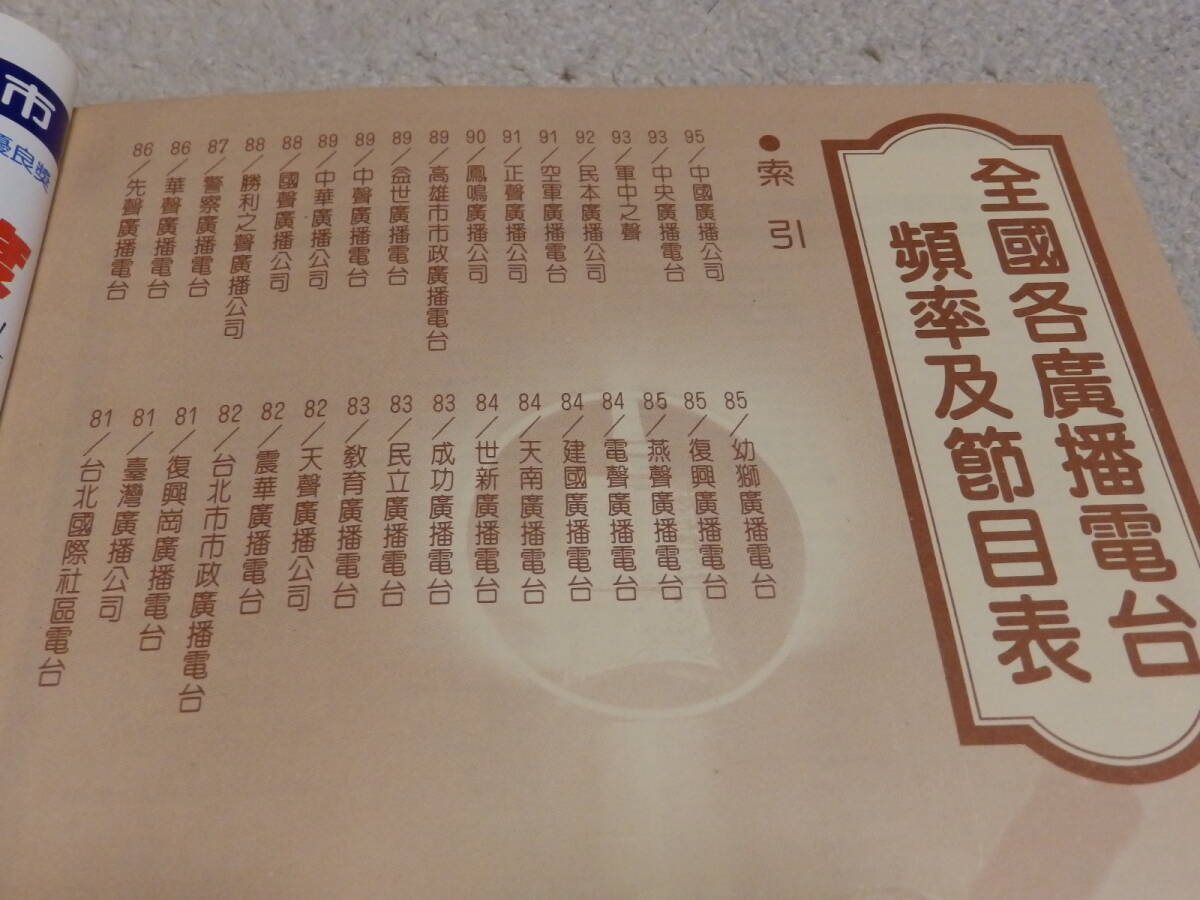 全國各廣播電台
頻率及節目表
●索引
95/中國廣播公司
93/中央廣播電台
93/軍中之聲
92/民本廣播公司
91/空軍廣播電台
91/正聲廣播公司
90/鳳鳴廣播公司
89/高雄市市政廣播電台
89/益世廣播電台
89/中聲廣播電台
89/中華廣播公司
88/國聲廣播公司
88/勝利之聲廣播公司
87/警察廣播電台
86/華聲廣播電台
86/先聲廣播電台
85/幼獅廣播電台
85/復興廣播電台
85/燕聲廣播電台
84/電聲廣播電台
84/建國廣播電台
84/天南廣播電台
84/世新廣播電台
83/成功廣播電台
83/民立廣播電台
83/教育廣播電台
82/天聲廣播公司
82/震華廣播電台
82/台北市市政廣播電台
81/復興崗廣播電台
81/臺灣廣播公司
81/台北國際社區電台
市
優良獎